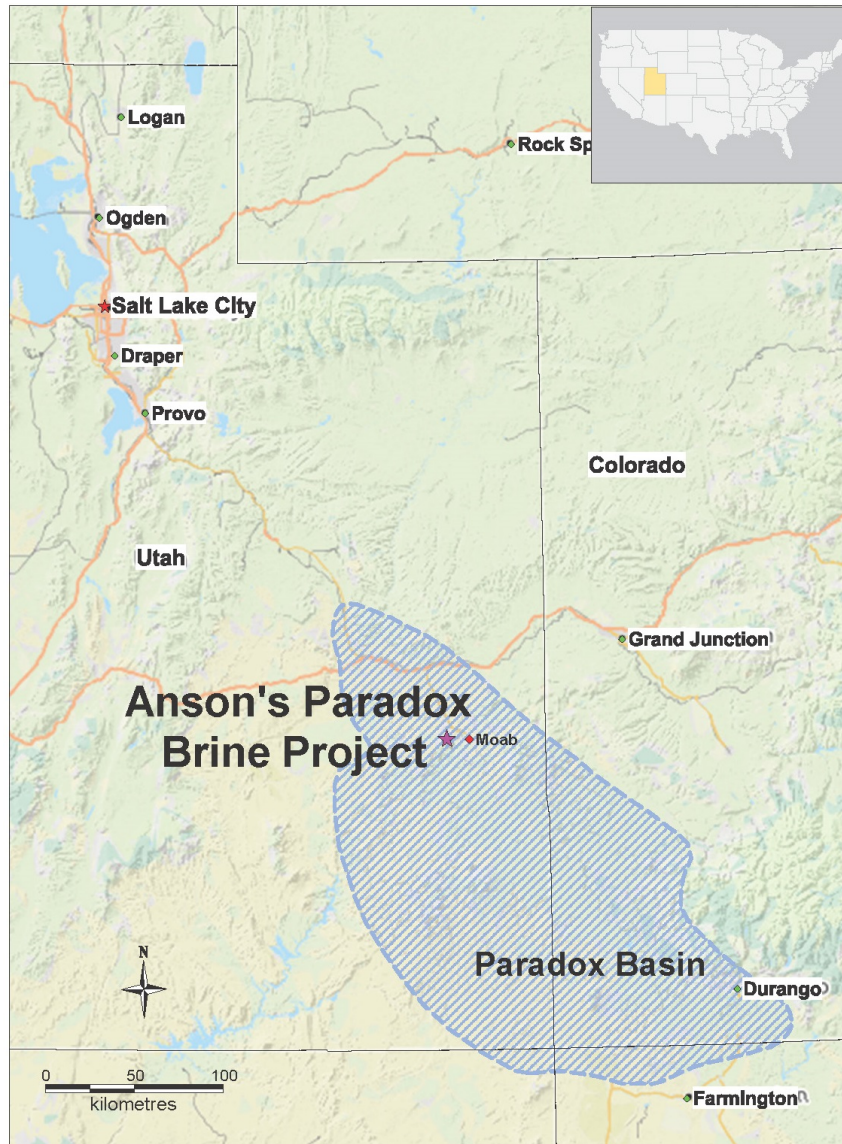 Logan
Rock Sp
Ogden
Salt Lake City
Draper
Provo
Colorado
Utah
Grand Junction
Anson's Paradox
Brine Project
Moab
Paradox Basin
N
Durango
0 50 100
kilometres
Farmington